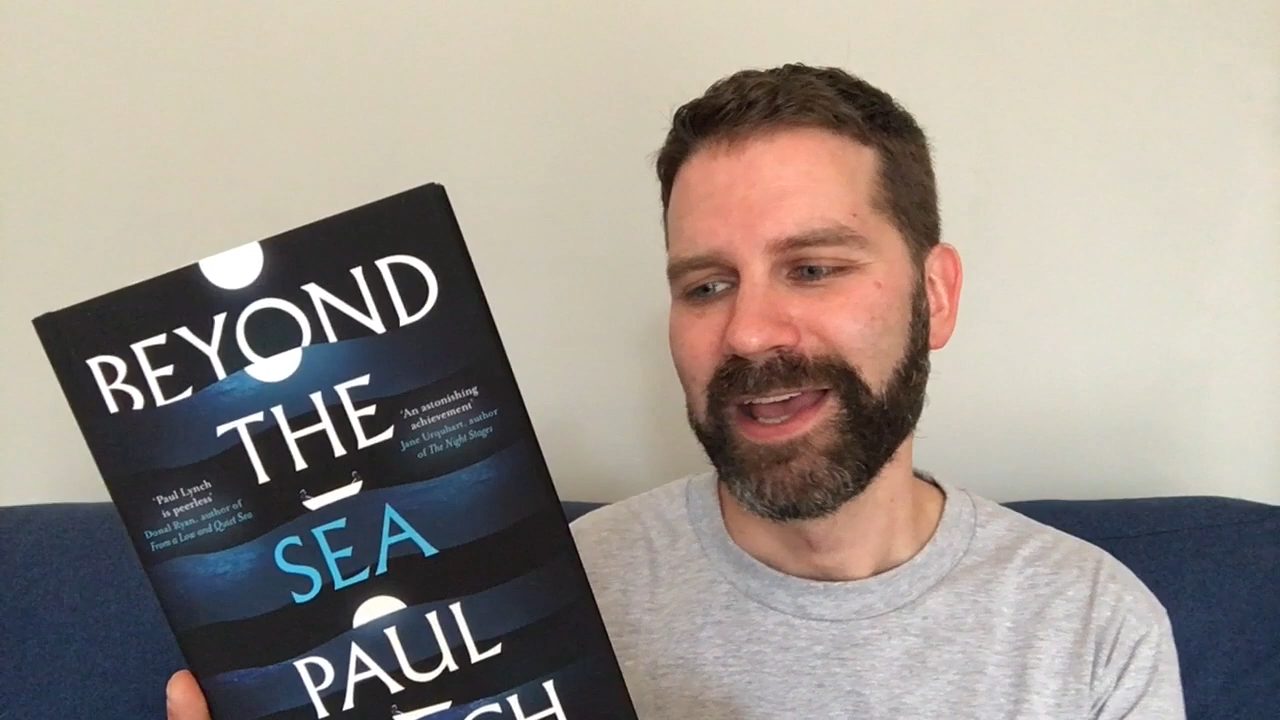 BEYOND
THE
'An astonishing
achievement'
Jane Urquhart, author
of The Night Stages
'Paul Lynch
is peerless'
Donal Ryan, author of
From a Low and Quiet Sea
SEA
PAUL
CH